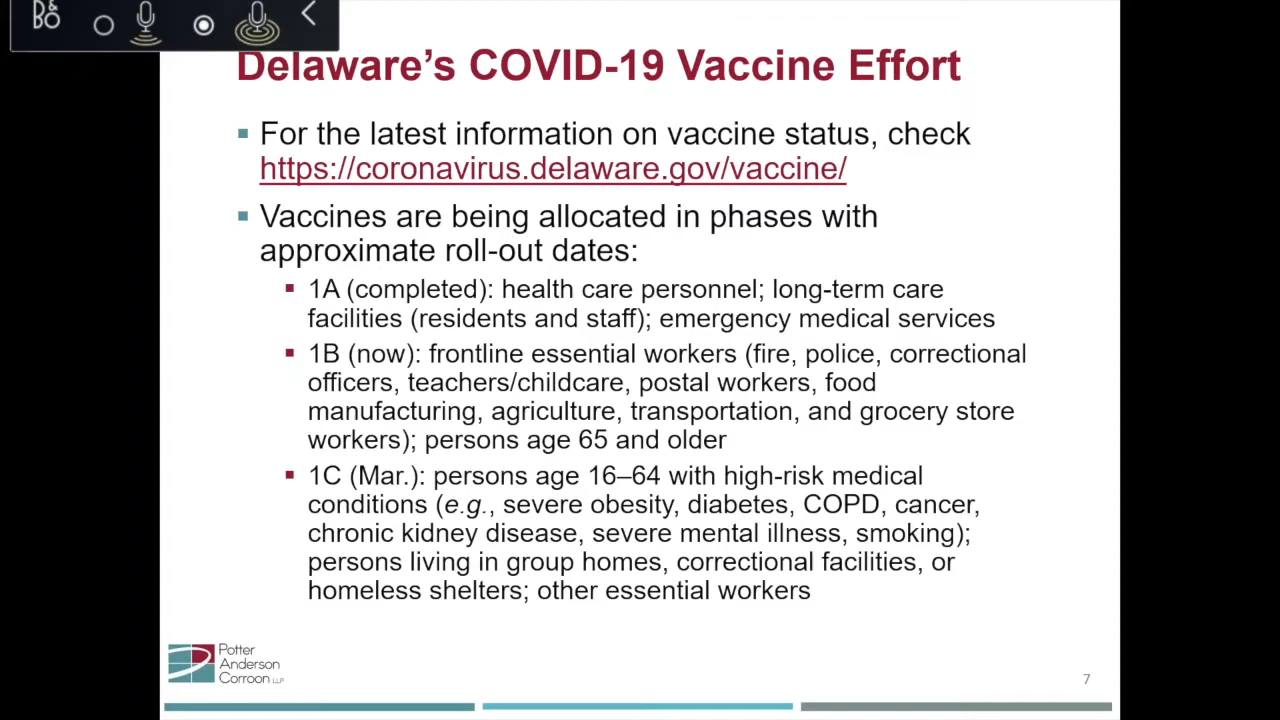 B&O
Delaware’s COVID-19 Vaccine Effort
For the latest information on vaccine status, check
https://coronavirus.delaware.gov/vaccine/
Vaccines are being allocated in phases with
approximate roll-out dates:
1A (completed): health care personnel; long-term care
facilities (residents and staff); emergency medical services
1B (now): frontline essential workers (fire, police, correctional
officers, teachers/childcare, postal workers, food
manufacturing, agriculture, transportation, and grocery store
workers); persons age 65 and older
1C (Mar.): persons age 16–64 with high-risk medical
conditions (e.g., severe obesity, diabetes, COPD, cancer,
chronic kidney disease, severe mental illness, smoking);
persons living in group homes, correctional facilities, or
homeless shelters; other essential workers
Potter
Anderson
Corroon LLP
7